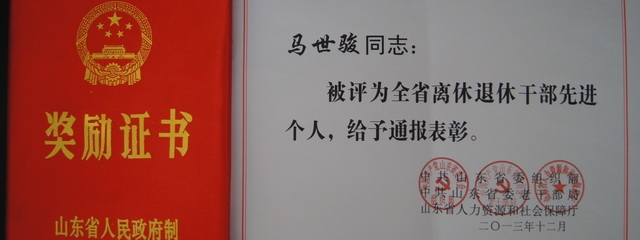 奖励证书
山东省人民政府制
马世骏同志：
被评为全省离休退休干部先进
个人，给予通报表彰。
中共山东省委组织部
中共山东省委老干部局
山东省人力资源和社会保障厅
二〇一三年十二月